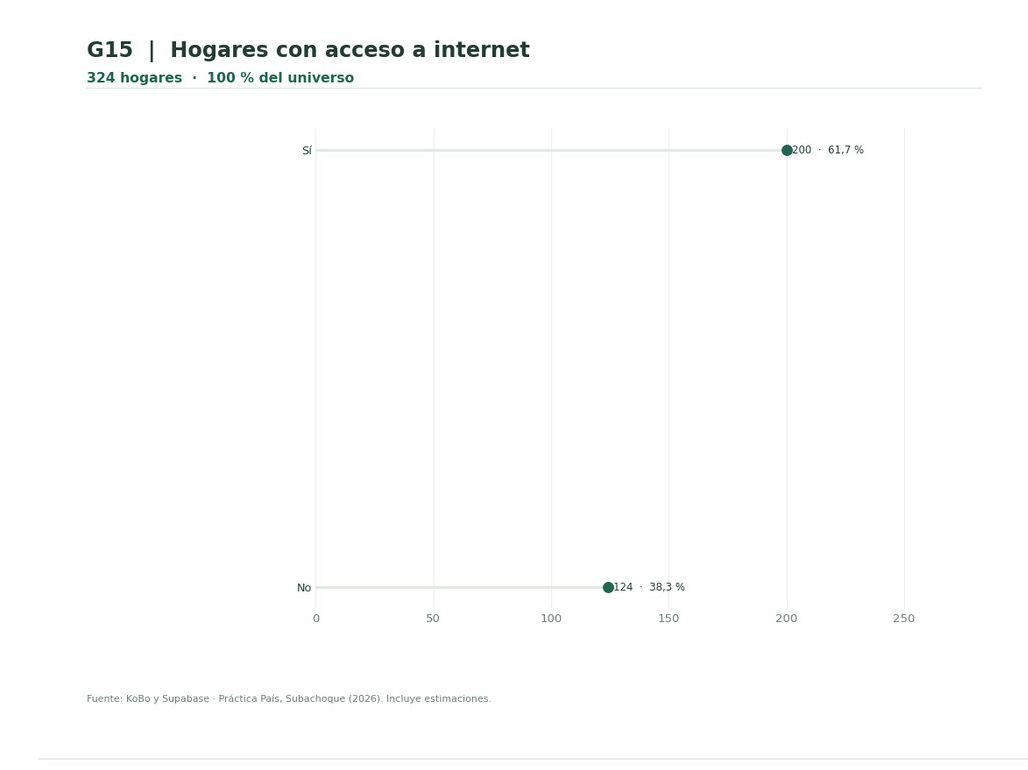 G15 | Hogares con acceso a internet
324 hogares · 100 % del universo
Sí 200 · 61,7 %
No 124 · 38,3 %
0 50 100 150 200 250
Fuente: KoBo y Supabase · Práctica País, Subachoque (2026). Incluye estimaciones.